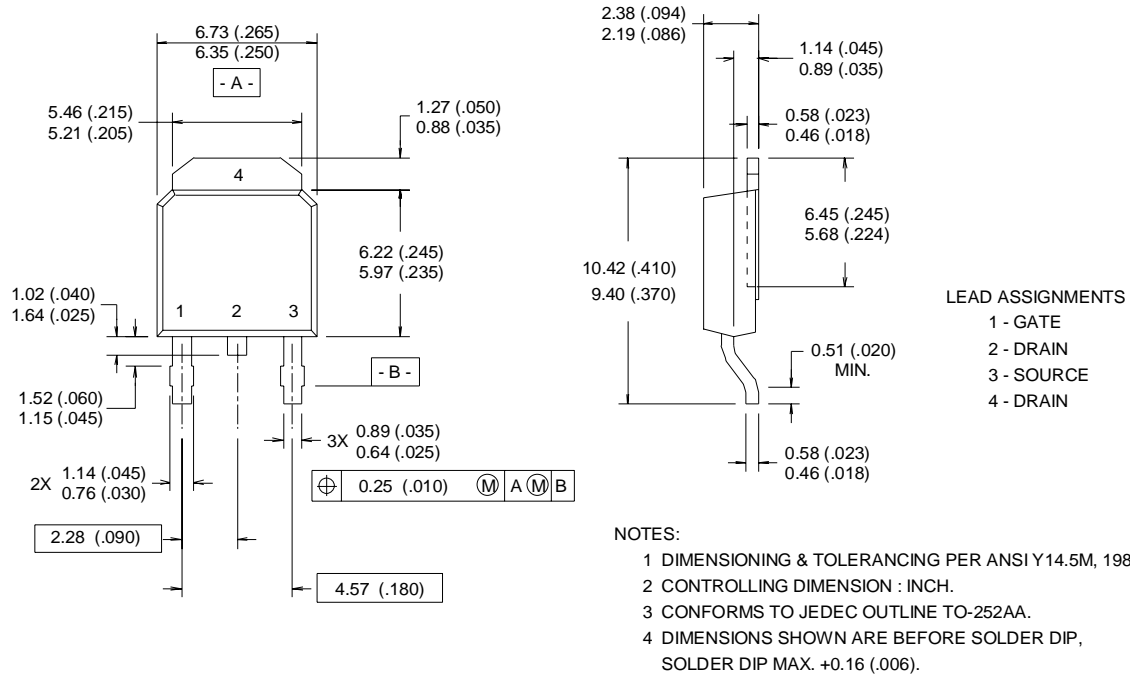 6.73 (.265)
6.35 (.250)
- A -
5.46 (.215)
5.21 (.205)
1.27 (.050)
0.88 (.035)
4
6.22 (.245)
5.97 (.235)
1.02 (.040)
1.64 (.025)
1 2 3
1.52 (.060)
1.15 (.045)
- B -
2X 1.14 (.045)
0.76 (.030)
3X 0.89 (.035)
0.64 (.025)
⌖ 0.25 (.010) Ⓜ A Ⓜ B
2.28 (.090)
4.57 (.180)
2.38 (.094)
2.19 (.086)
1.14 (.045)
0.89 (.035)
0.58 (.023)
0.46 (.018)
6.45 (.245)
5.68 (.224)
10.42 (.410)
9.40 (.370)
0.51 (.020)
MIN.
0.58 (.023)
0.46 (.018)
LEAD ASSIGNMENTS
1 - GATE
2 - DRAIN
3 - SOURCE
4 - DRAIN
NOTES:
1 DIMENSIONING & TOLERANCING PER ANSI Y14.5M, 198
2 CONTROLLING DIMENSION : INCH.
3 CONFORMS TO JEDEC OUTLINE TO-252AA.
4 DIMENSIONS SHOWN ARE BEFORE SOLDER DIP,
SOLDER DIP MAX. +0.16 (.006).